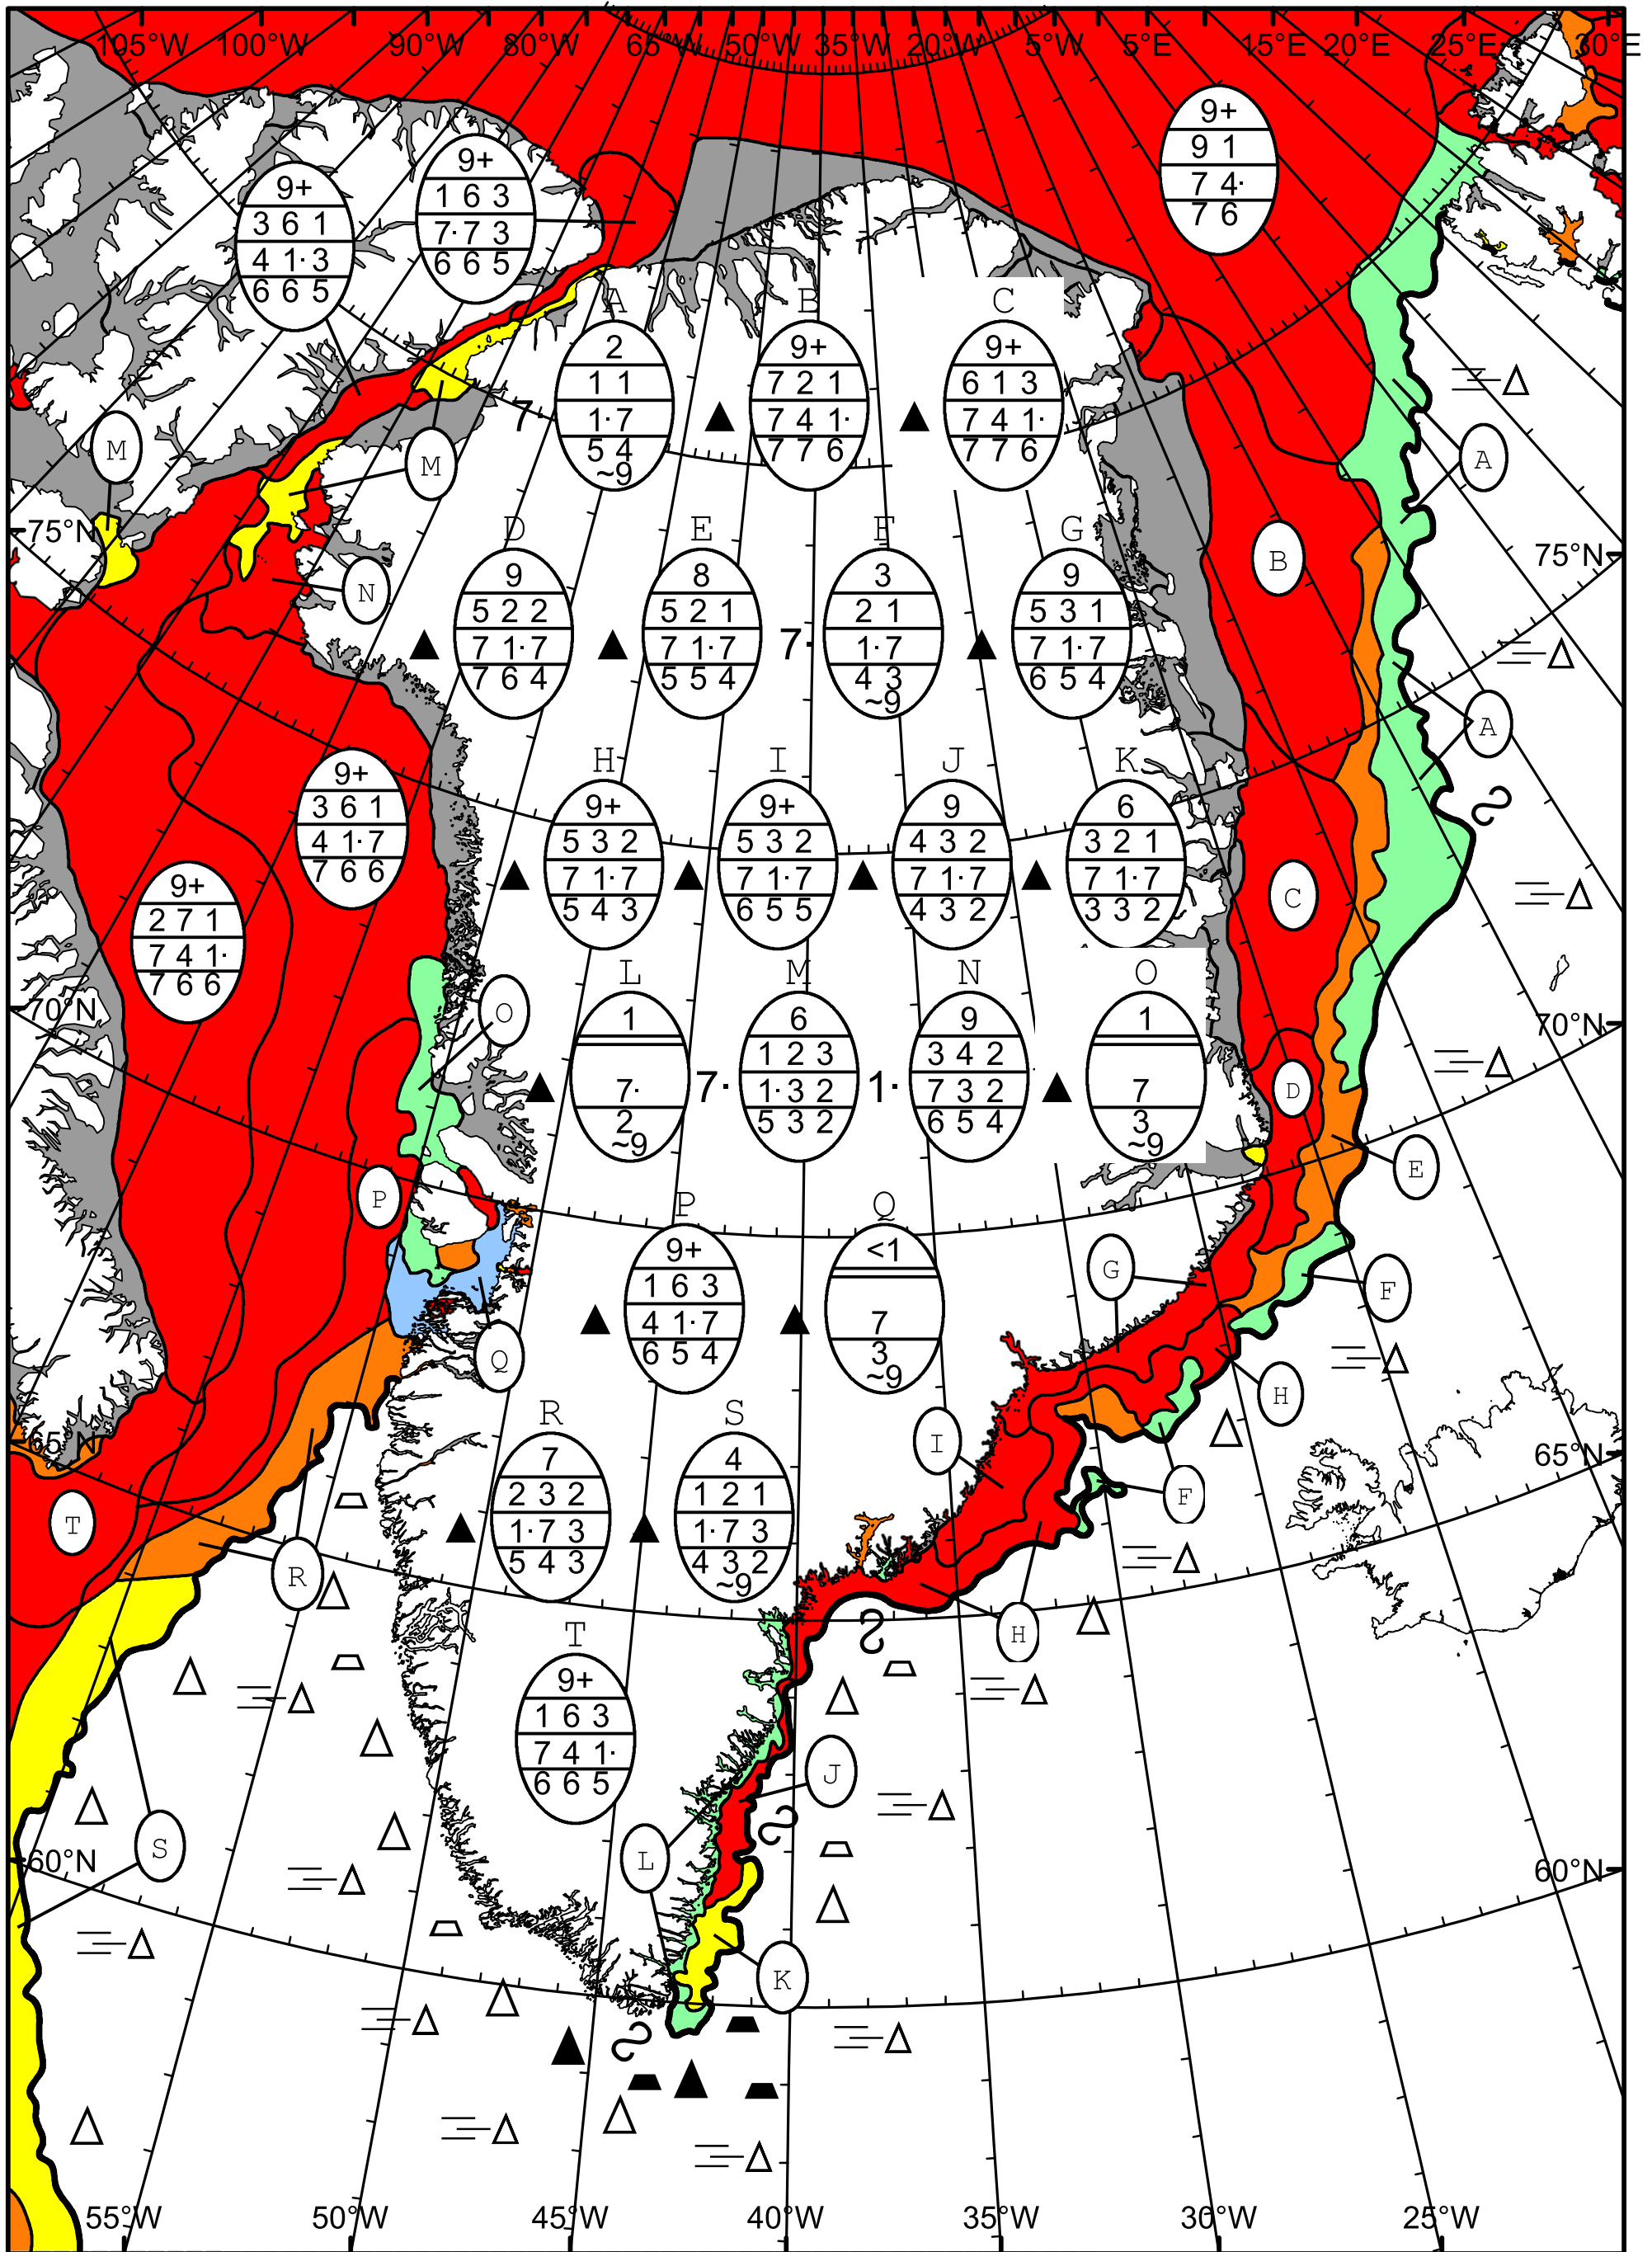 105°W 100°W 90°W 80°W 65°W 50°W 35°W 20°W 5°W 5°E 15°E 20°E 25°E 30°E
9+
9 1
7 4·
7 6
9+
1 6 3
7·7 3
6 6 5
9+
3 6 1
4 1·3
6 6 5
A B C
2 9+ 9+
1 1 7 2 1 6 1 3
7· 1·7 7 4 1· 7 4 1·
5 4 7 7 6 7 7 6
~9
M M A
75°N 75°N
D E F G
9 8 3 9
5 2 2 5 2 1 2 1 5 3 1
7 1·7 7 1·7 7· 1·7 7 1·7
7 6 4 5 5 4 4 3 6 5 4
~9
B
N
A
H I J K
9+ 9+ 9 6
5 3 2 5 3 2 4 3 2 3 2 1
7 1·7 7 1·7 7 1·7 7 1·7
5 4 3 6 5 5 4 3 2 3 3 2
9+
3 6 1
4 1·7
7 6 6
9+
2 7 1
7 4 1·
7 6 6
C
L M N O
1 6 9 1
1 2 3 3 4 2
7· 7· 1·3 2 1· 7 3 2 7
2 5 3 2 6 5 4 3
~9 ~9
70°N O 70°N
D
E
P
P Q
9+ <1
1 6 3
4 1·7 7
6 5 4 3
~9
G F
Q H
R S
7 4
2 3 2 1 2 1
1·7 3 1·7 3
5 4 3 4 3 2
~9
65°N I 65°N
T F
R H
T
9+
1 6 3
7 4 1·
6 6 5
J
S L
60°N 60°N
K
55°W 50°W 45°W 40°W 35°W 30°W 25°W